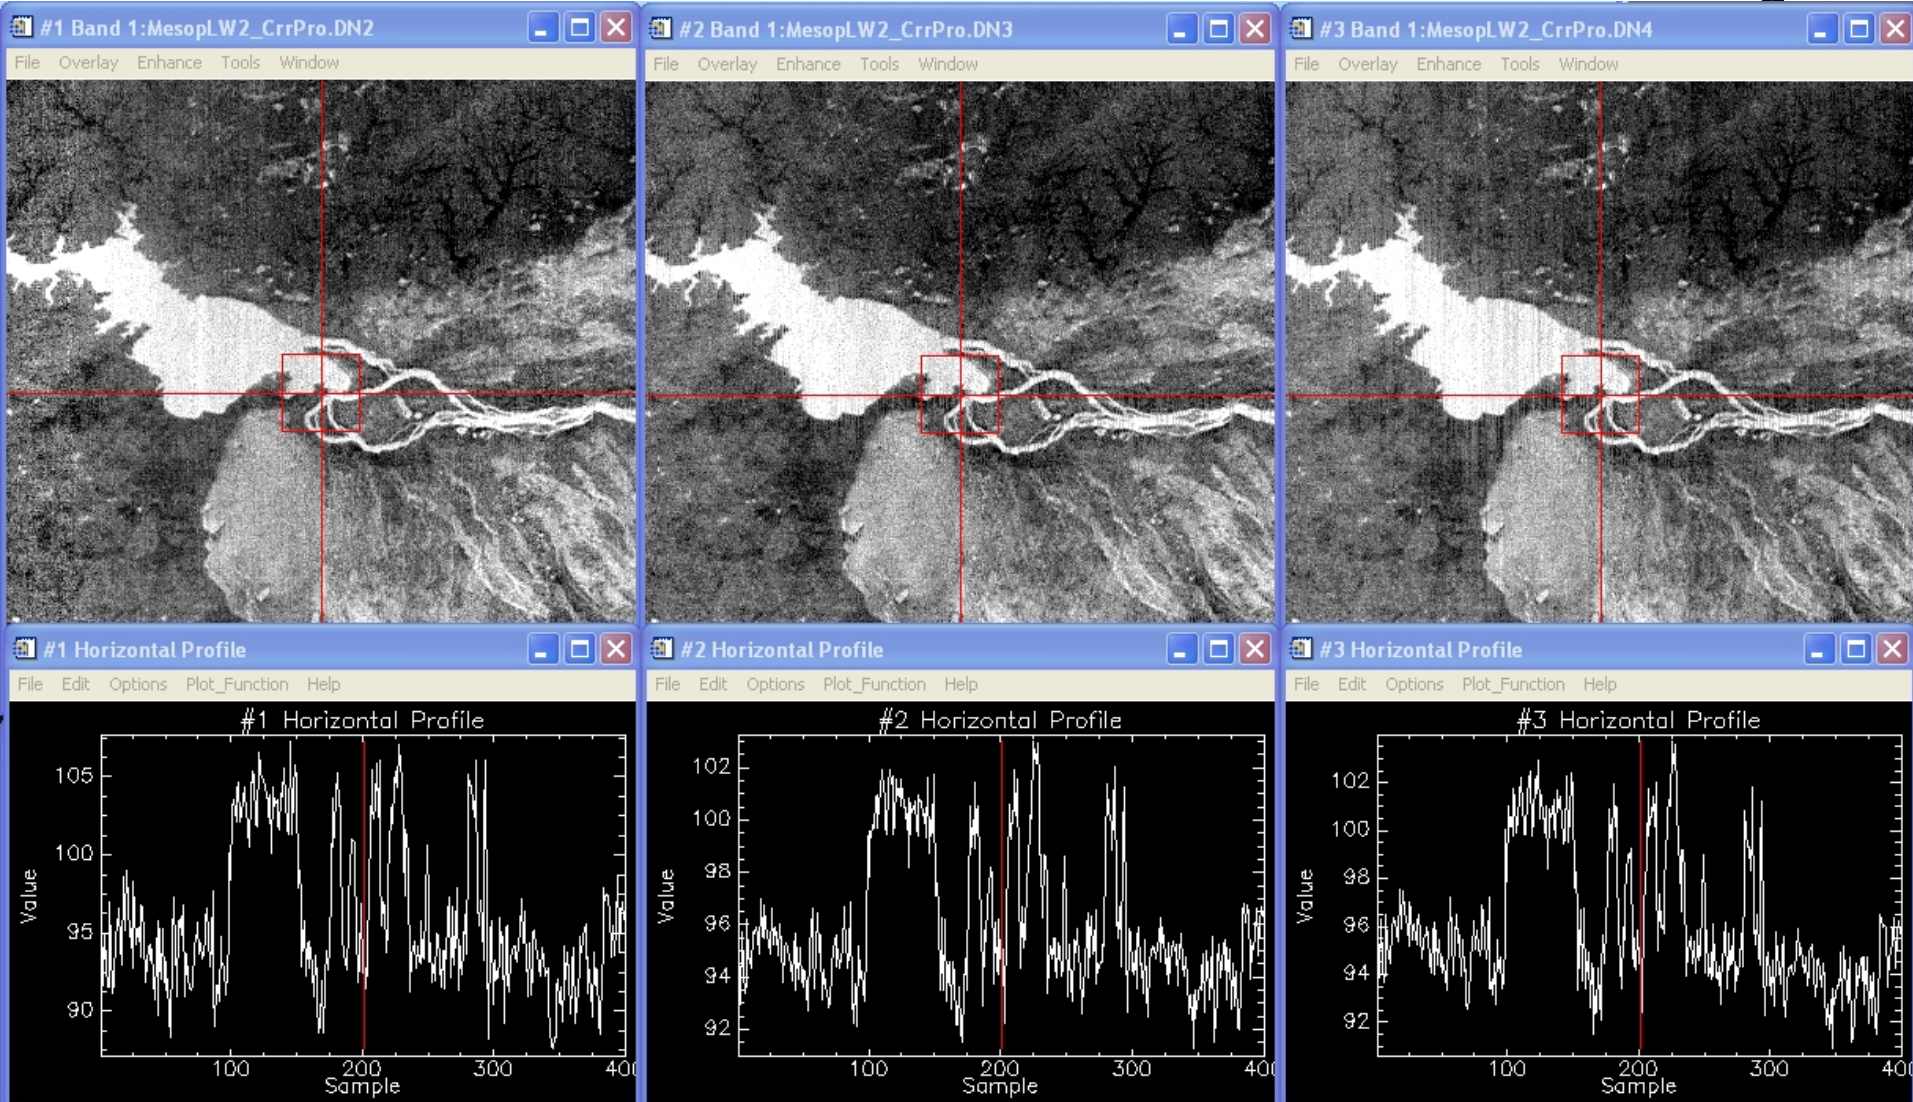 #1 Band 1:MesopLW2_CrrPro.DN2
File Overlay Enhance Tools Window
#2 Band 1:MesopLW2_CrrPro.DN3
File Overlay Enhance Tools Window
#3 Band 1:MesopLW2_CrrPro.DN4
File Overlay Enhance Tools Window
#1 Horizontal Profile
File Edit Options Plot_Function Help
#1 Horizontal Profile
105
100
95
90
Value
100 200 300 400
Sample
#2 Horizontal Profile
File Edit Options Plot_Function Help
#2 Horizontal Profile
102
100
98
96
94
92
Value
100 200 300 400
Sample
#3 Horizontal Profile
File Edit Options Plot_Function Help
#3 Horizontal Profile
102
100
98
96
94
92
Value
100 200 300 400
Sample